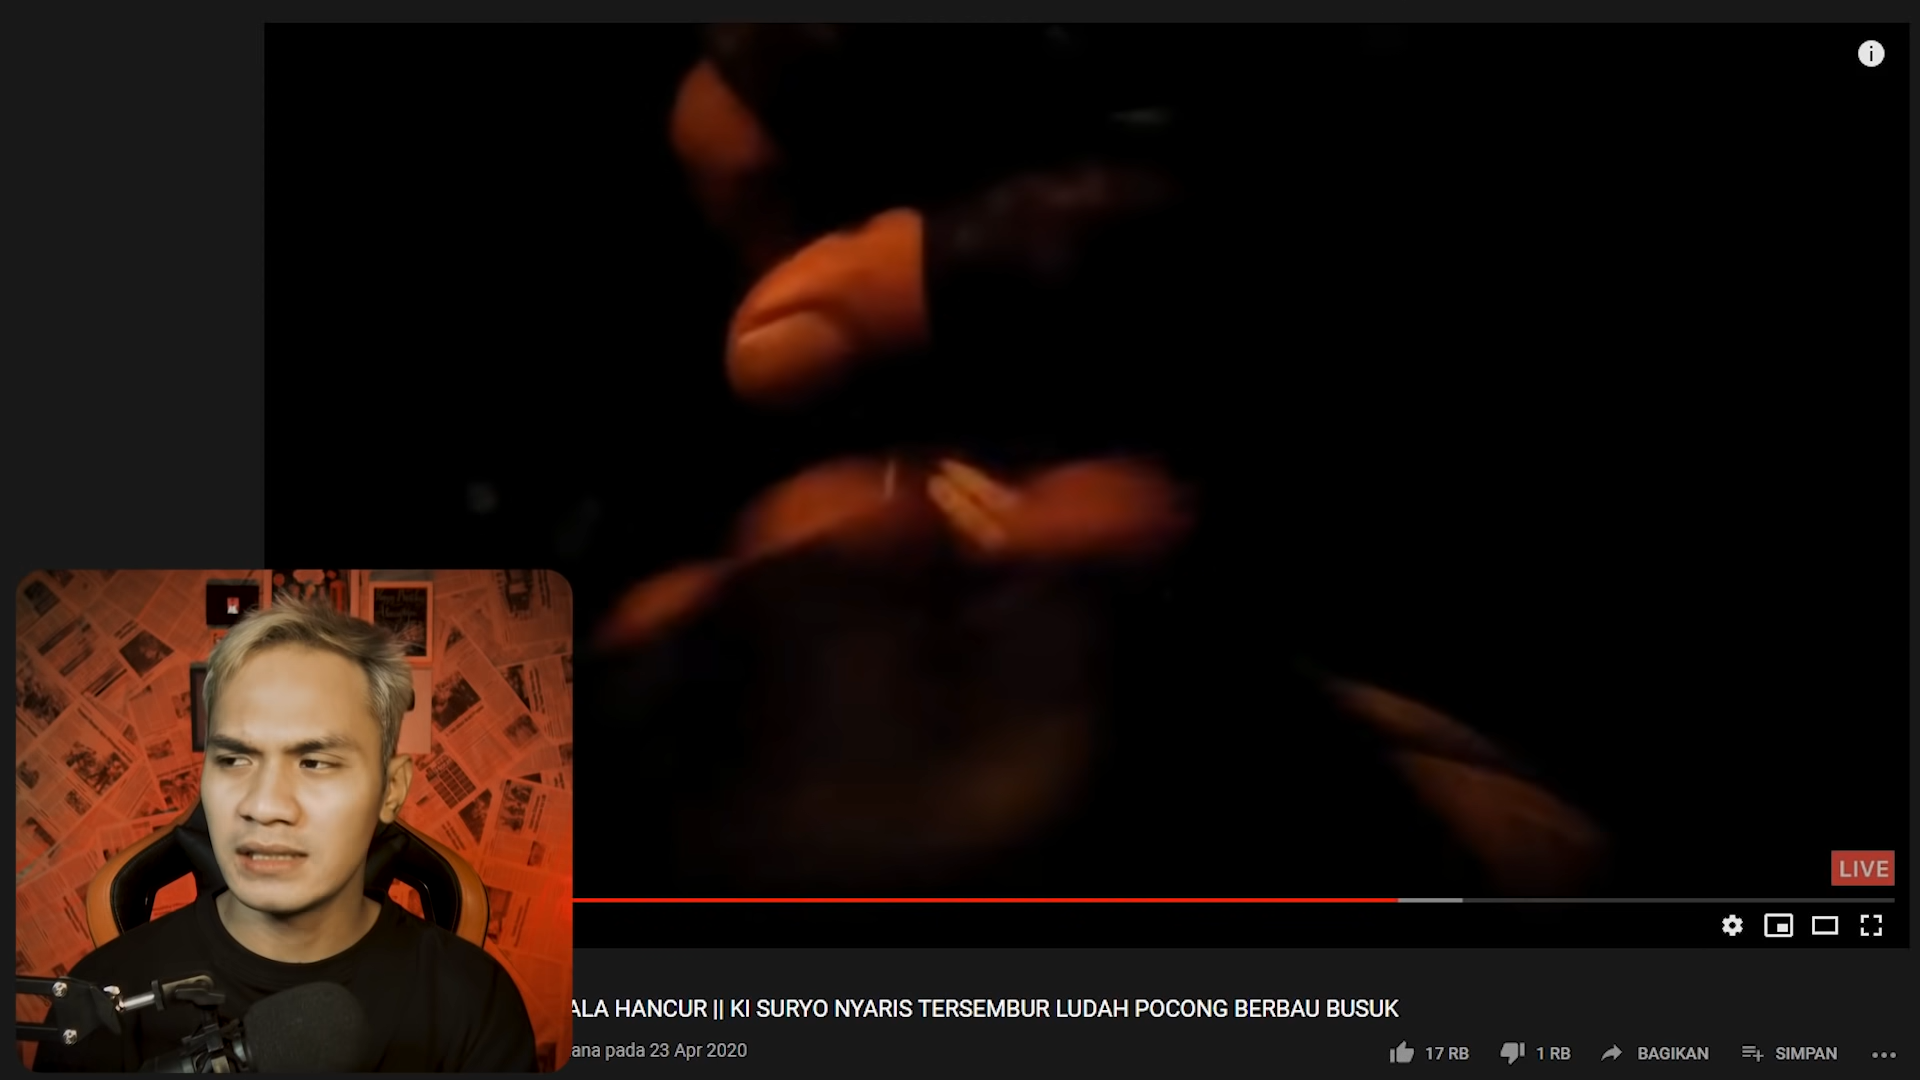 LIVE
ALA HANCUR || KI SURYO NYARIS TERSEMBUR LUDAH POCONG BERBAU BUSUK
ana pada 23 Apr 2020
17 RB
1 RB
BAGIKAN
SIMPAN